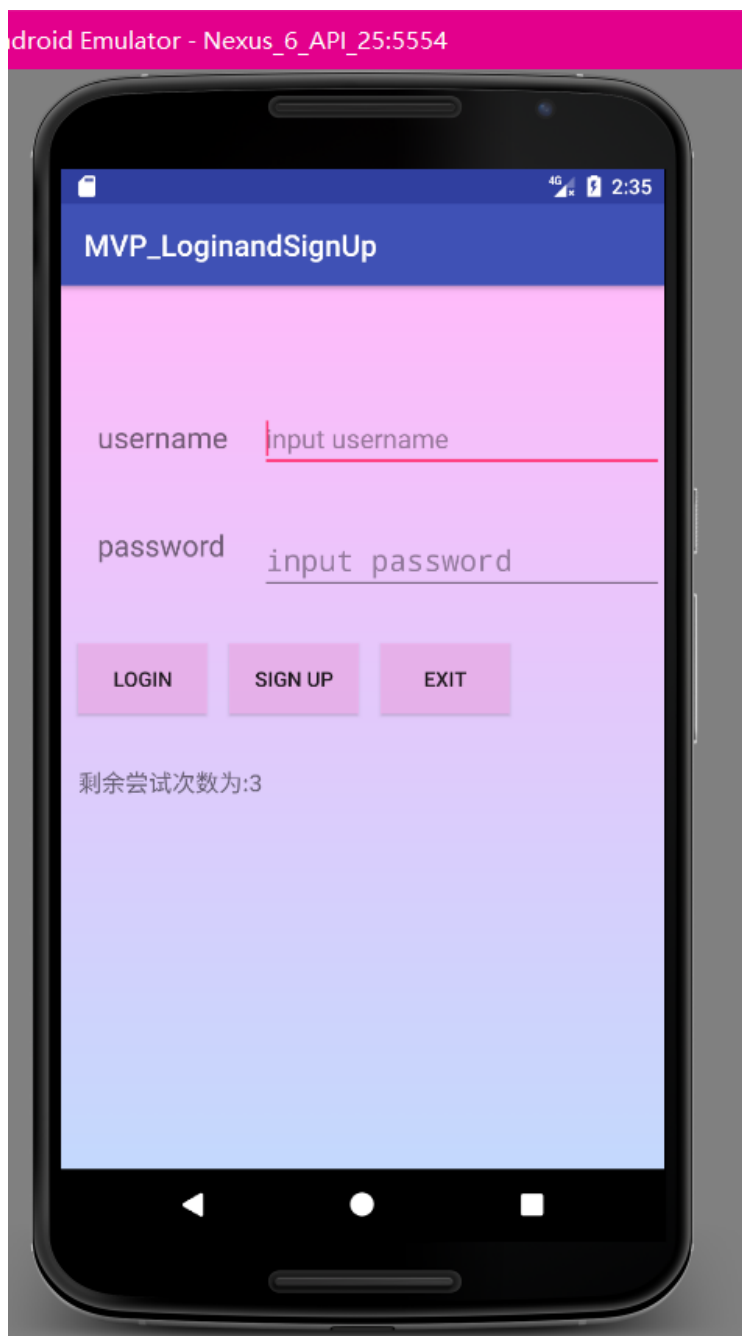 droid Emulator - Nexus_6_API_25:5554
4G 2:35
MVP_LoginandSignUp
username input username
password input password
LOGIN SIGN UP EXIT
剩余尝试次数为:3